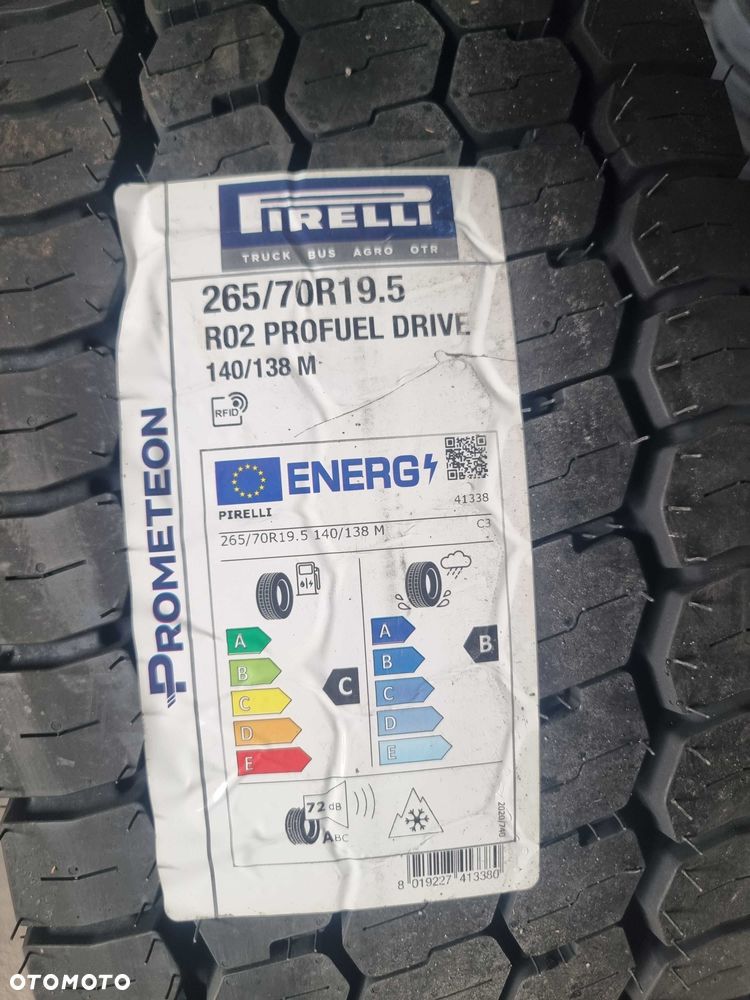 PIRELLI
TRUCK BUS AGRO OTR
265/70R19.5
R02 PROFUEL DRIVE
140/138 M
RFID
PROMETEON
ENERG
41338
PIRELLI
265/70R19.5 140/138 M
C3
A
B
C
D
E
C
A
B
C
D
E
B
72 dB
ABC
2020/740
8 019227 413380
OTOMOTO